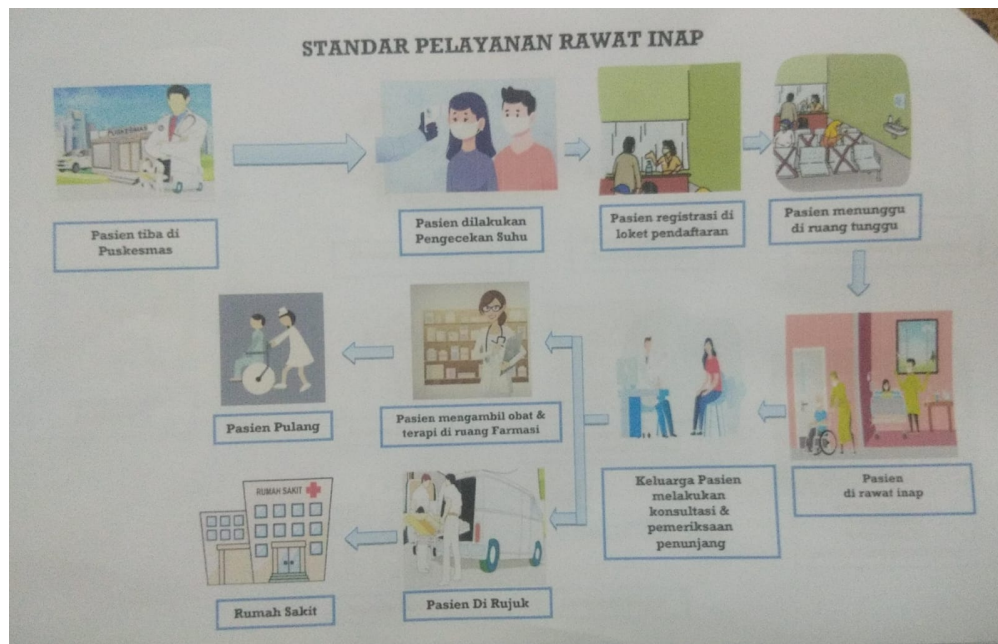 STANDAR PELAYANAN RAWAT INAP
PUSKESMAS
Pasien tiba di
Puskesmas
Pasien dilakukan
Pengecekan Suhu
Pasien registrasi di
loket pendaftaran
Pasien menunggu
di ruang tunggu
Pasien
di rawat inap
Keluarga Pasien
melakukan
konsultasi &
pemeriksaan
penunjang
Pasien mengambil obat &
terapi di ruang Farmasi
Pasien Pulang
Pasien Di Rujuk
RUMAH SAKIT
Rumah Sakit